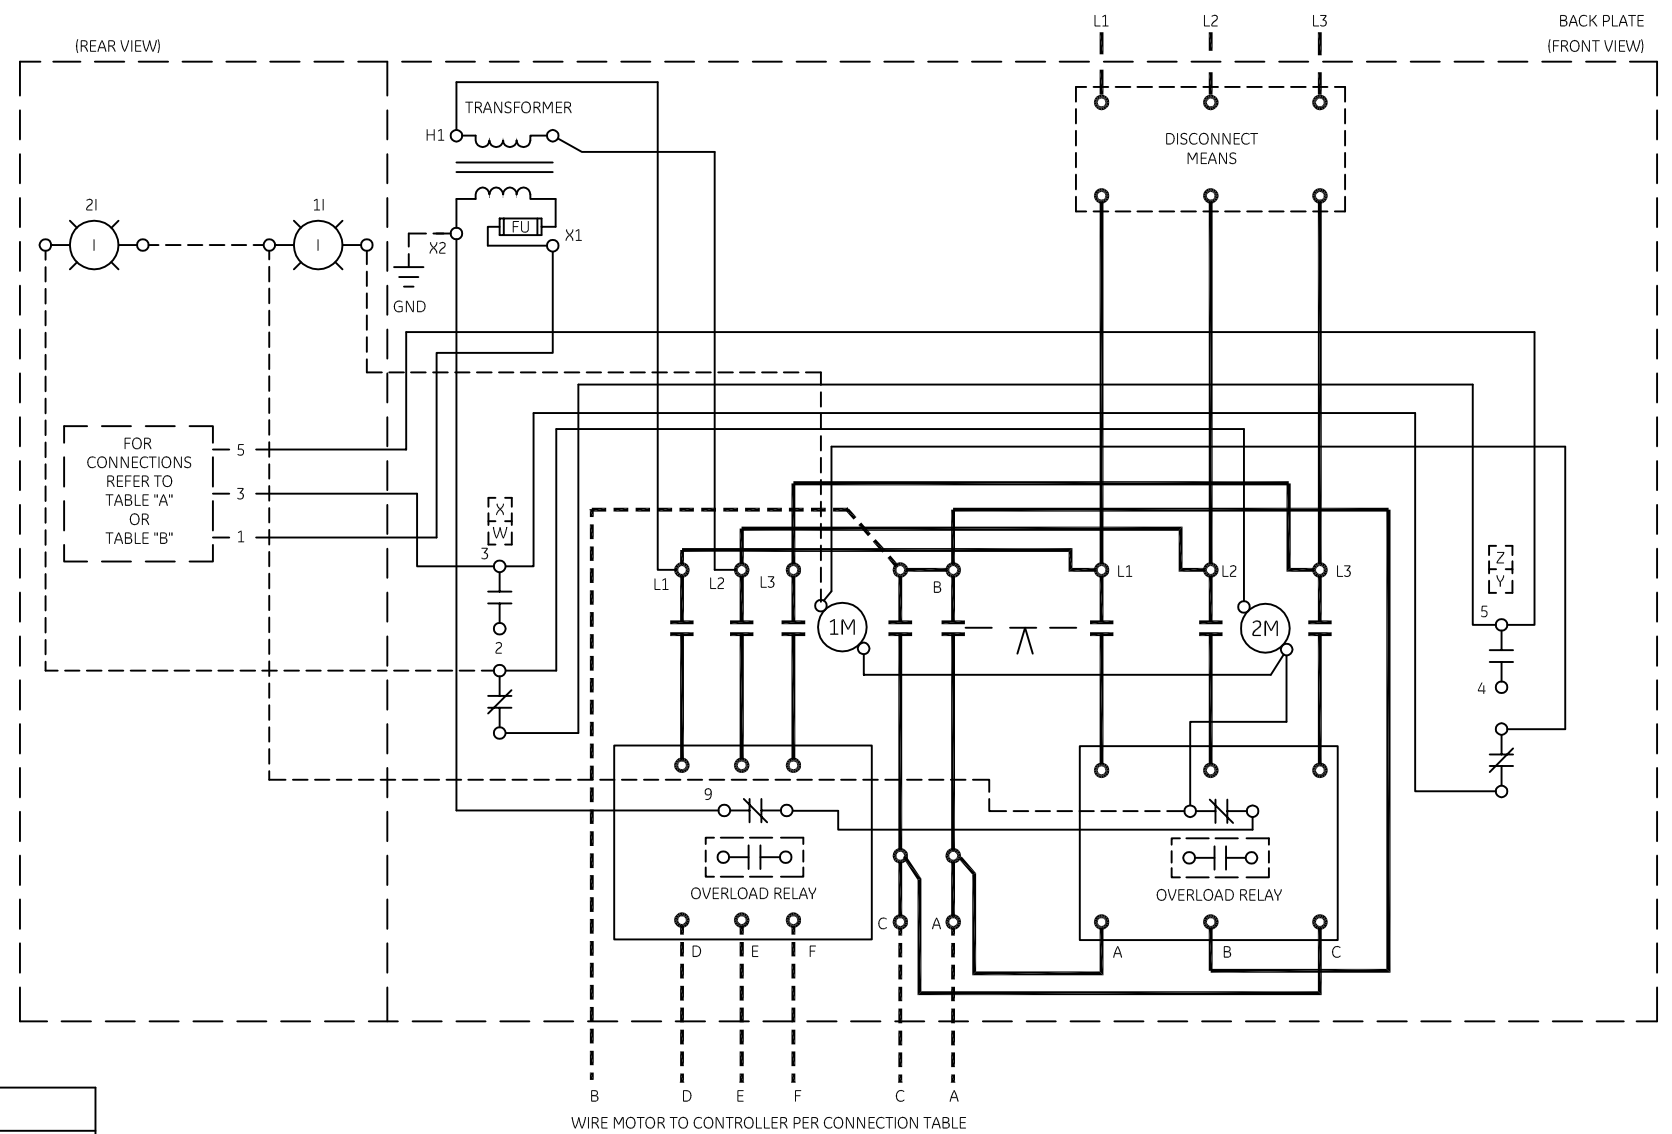 L1 L2 L3 BACK PLATE
(REAR VIEW) (FRONT VIEW)
TRANSFORMER
H1
DISCONNECT
MEANS
2I 1I
I I
FU
X2 X1
GND
FOR
CONNECTIONS
REFER TO
TABLE "A"
OR
TABLE "B"
5
3
1
X
W
3
2
L1 L2 L3 B L1 L2 L3
1M 2M
Z
Y
5
4
9
OVERLOAD RELAY OVERLOAD RELAY
C A
D E F A B C
B D E F C A
WIRE MOTOR TO CONTROLLER PER CONNECTION TABLE